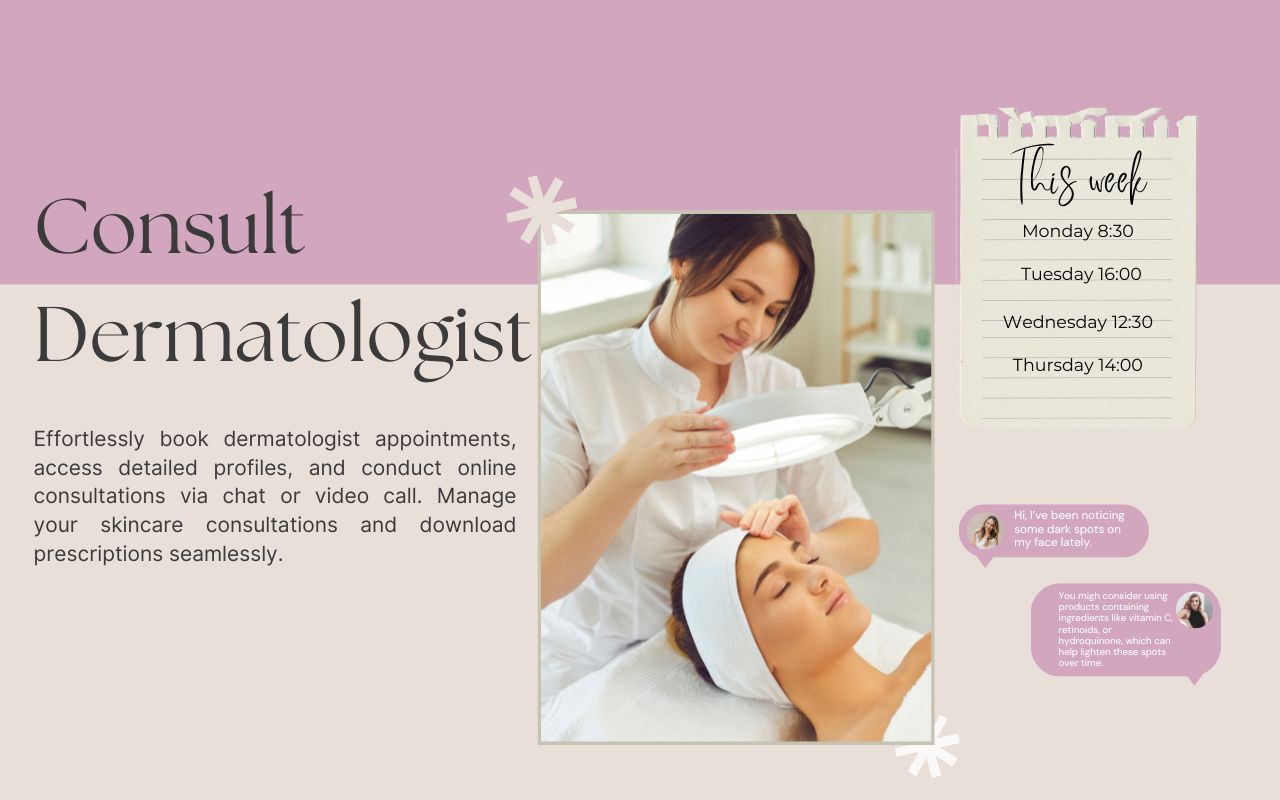 Consult
Dermatologist
Effortlessly book dermatologist appointments,
access detailed profiles, and conduct online
consultations via chat or video call. Manage
your skincare consultations and download
prescriptions seamlessly.
This week
Monday 8:30
Tuesday 16:00
Wednesday 12:30
Thursday 14:00
Hi, I've been noticing
some dark spots on
my face lately.
You migh consider using
products containing
ingredients like vitamin C,
retinoids, or
hydroquinone, which can
help lighten these spots
over time.